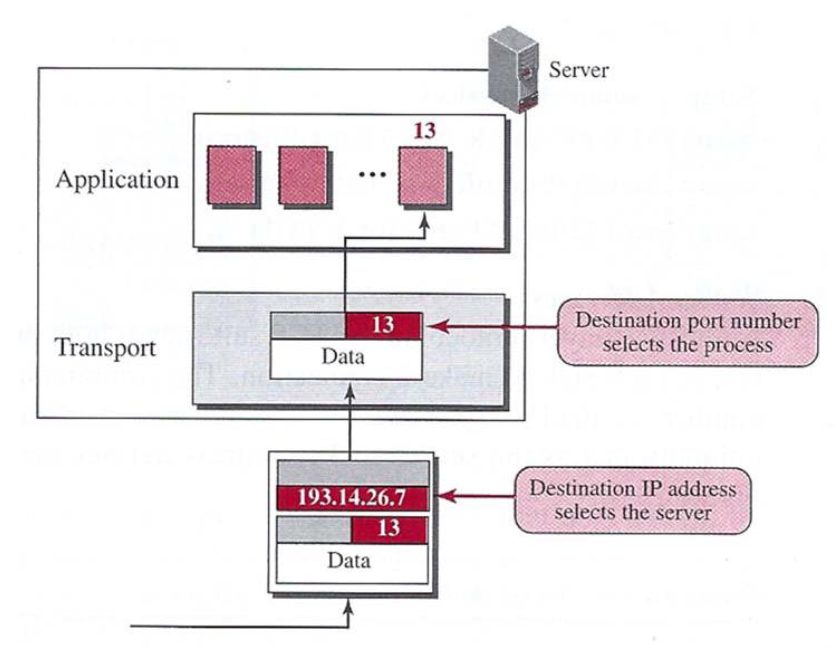 Server
13
Application
...
13
Data
Transport
Destination port number
selects the process
193.14.26.7
13
Data
Destination IP address
selects the server